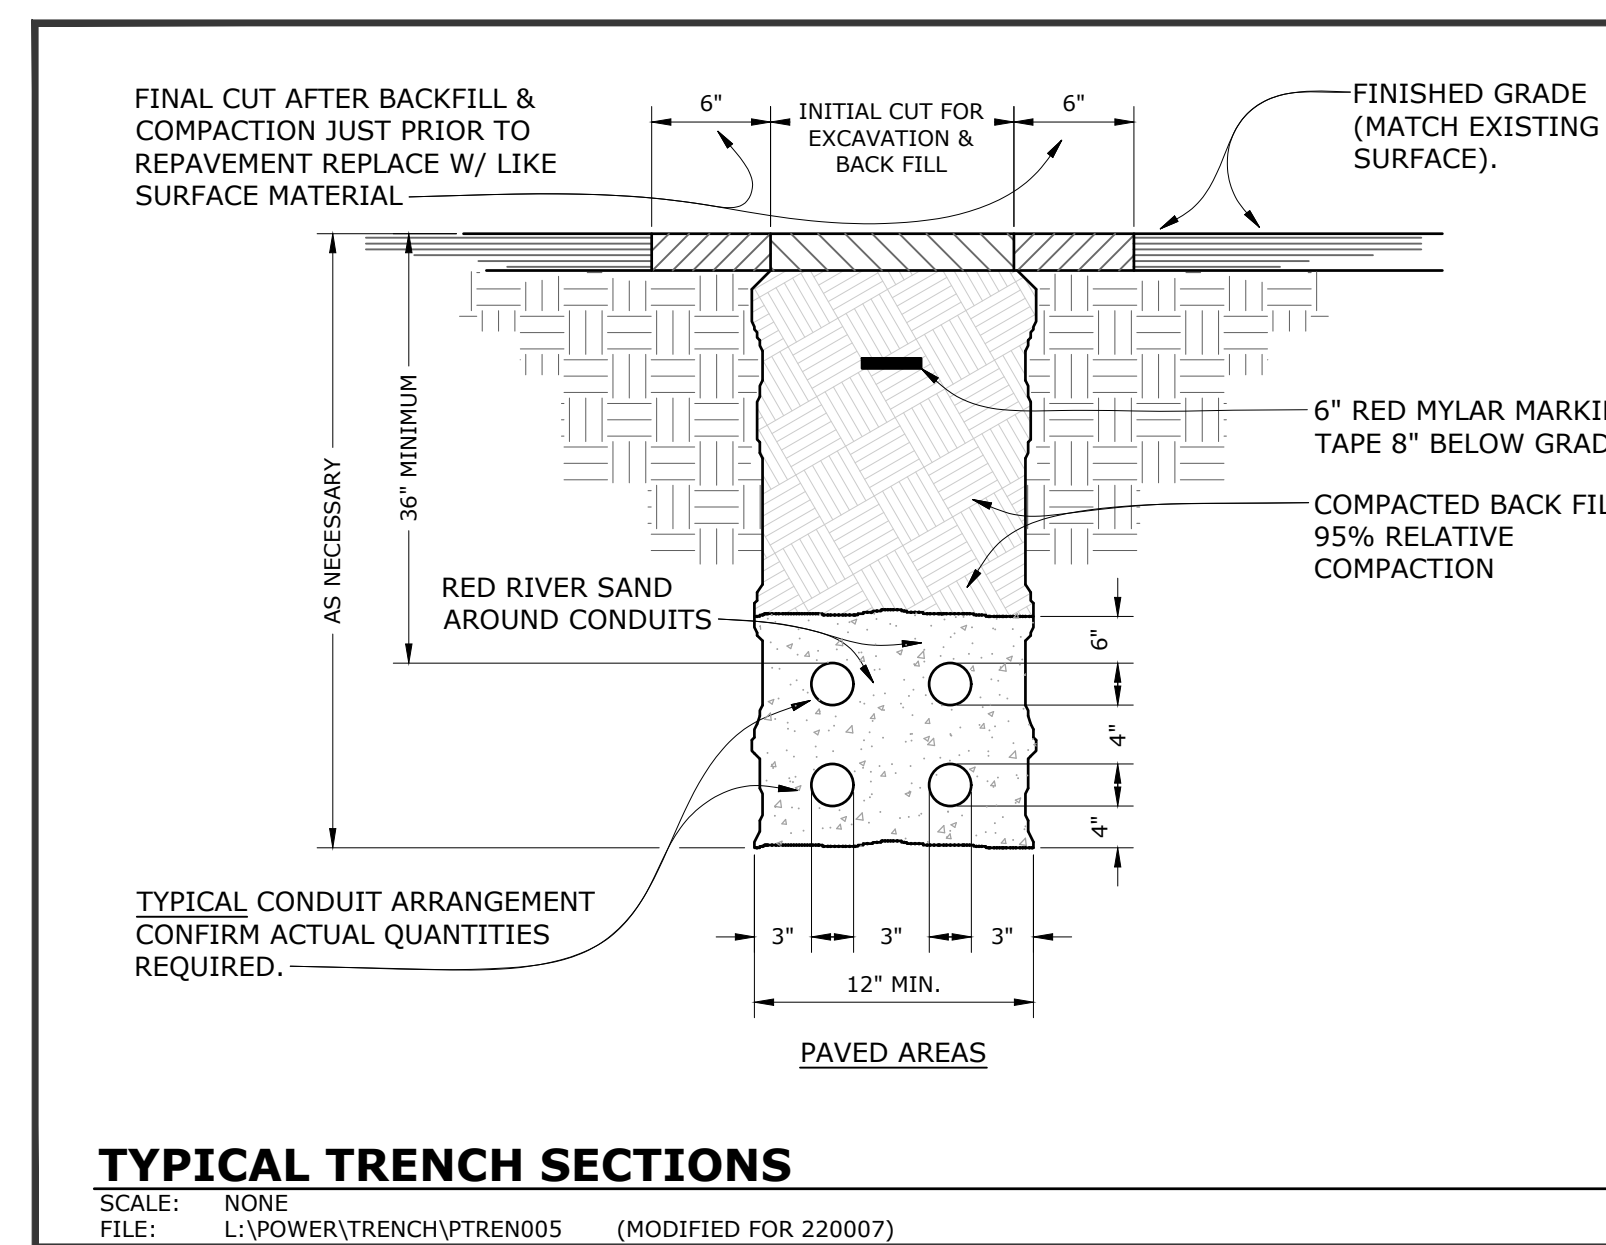 FINAL CUT AFTER BACKFILL &
COMPACTION JUST PRIOR TO
REPAVEMENT REPLACE W/ LIKE
SURFACE MATERIAL
6"
INITIAL CUT FOR
EXCAVATION &
BACK FILL
6"
FINISHED GRADE
(MATCH EXISTING
SURFACE).
AS NECESSARY
36" MINIMUM
6" RED MYLAR
TAPE 8" BELOW
COMPACTED BACK
95% RELATIVE
COMPACTION
RED RIVER SAND
AROUND CONDUITS
6"
4"
4"
TYPICAL CONDUIT ARRANGEMENT
CONFIRM ACTUAL QUANTITIES
REQUIRED.
3"
3"
3"
12" MIN.
PAVED AREAS
TYPICAL TRENCH SECTIONS
SCALE: NONE
FILE: L:\POWER\TRENCH\PTREN005 (MODIFIED FOR 220007)